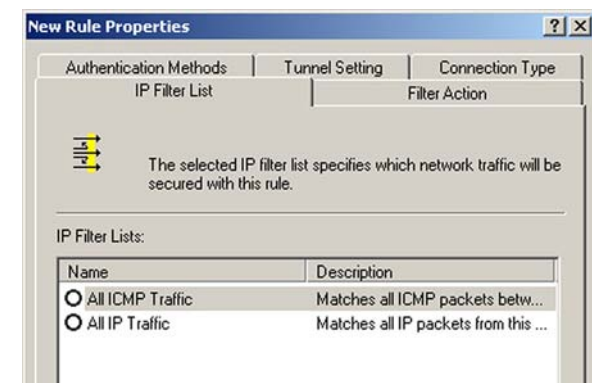 New Rule Properties
Authentication Methods Tunnel Setting Connection Type
IP Filter List Filter Action
The selected IP filter list specifies which network traffic will be
secured with this rule.
IP Filter Lists:
Name Description
All ICMP Traffic Matches all ICMP packets betw...
All IP Traffic Matches all IP packets from this ...